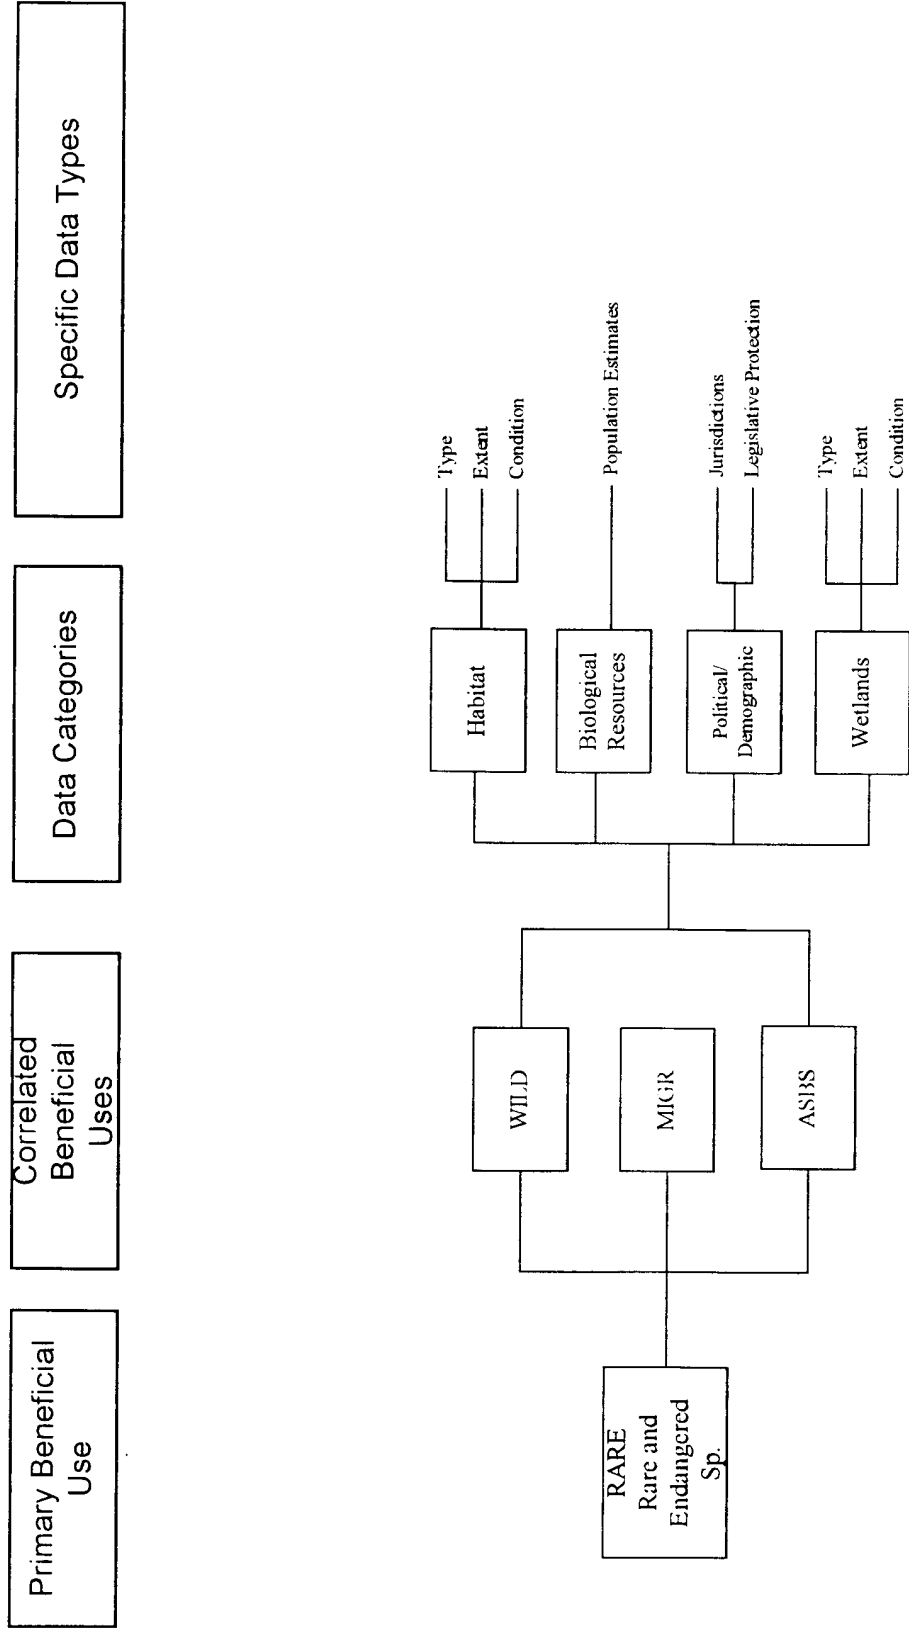 Primary Beneficial
Use
Correlated
Beneficial
Uses
Data Categories
Specific Data Types
RARE
Rare and
Endangered
Sp.
WILD
MIGR
ASBS
Habitat
Type
Extent
Condition
Biological
Resources
Population Estimates
Political/
Demographic
Jurisdictions
Legislative Protection
Wetlands
Type
Extent
Condition